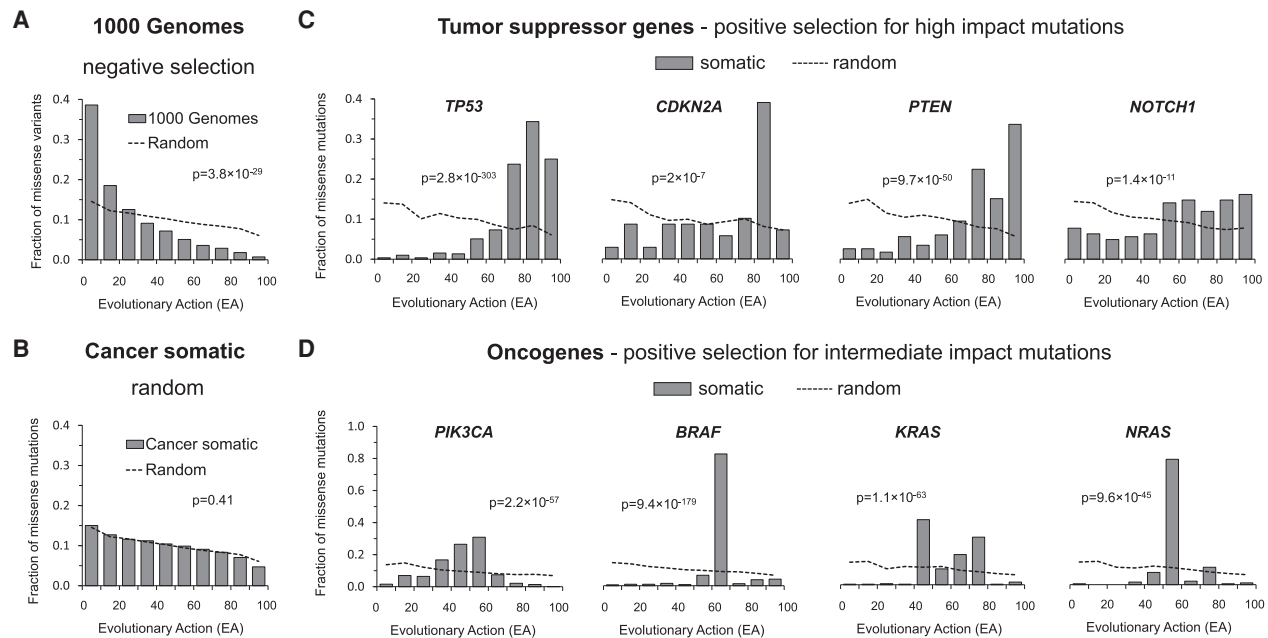 A
1000 Genomes
negative selection
0.4
0.3
0.2
0.1
0.0
Fraction of missense variants
1000 Genomes
Random
p=3.8×10-29
0 20 40 60 80 100
Evolutionary Action (EA)
C
Tumor suppressor genes - positive selection for high impact mutations
somatic random
0.4
0.3
0.2
0.1
0.0
Fraction of missense mutations
TP53
p=2.8×10-303
0 20 40 60 80 100
Evolutionary Action (EA)
CDKN2A
p=2×10-7
0 20 40 60 80 100
Evolutionary Action (EA)
PTEN
p=9.7×10-50
0 20 40 60 80 100
Evolutionary Action (EA)
NOTCH1
p=1.4×10-11
0 20 40 60 80 100
Evolutionary Action (EA)
B
Cancer somatic
random
0.4
0.3
0.2
0.1
0.0
Fraction of missense mutations
Cancer somatic
Random
p=0.41
0 20 40 60 80 100
Evolutionary Action (EA)
D
Oncogenes - positive selection for intermediate impact mutations
somatic random
1.0
0.8
0.6
0.4
0.2
0.0
Fraction of missense mutations
PIK3CA
p=2.2×10-57
0 20 40 60 80 100
Evolutionary Action (EA)
BRAF
p=9.4×10-179
0 20 40 60 80 100
Evolutionary Action (EA)
KRAS
p=1.1×10-63
0 20 40 60 80 100
Evolutionary Action (EA)
NRAS
p=9.6×10-45
0 20 40 60 80 100
Evolutionary Action (EA)